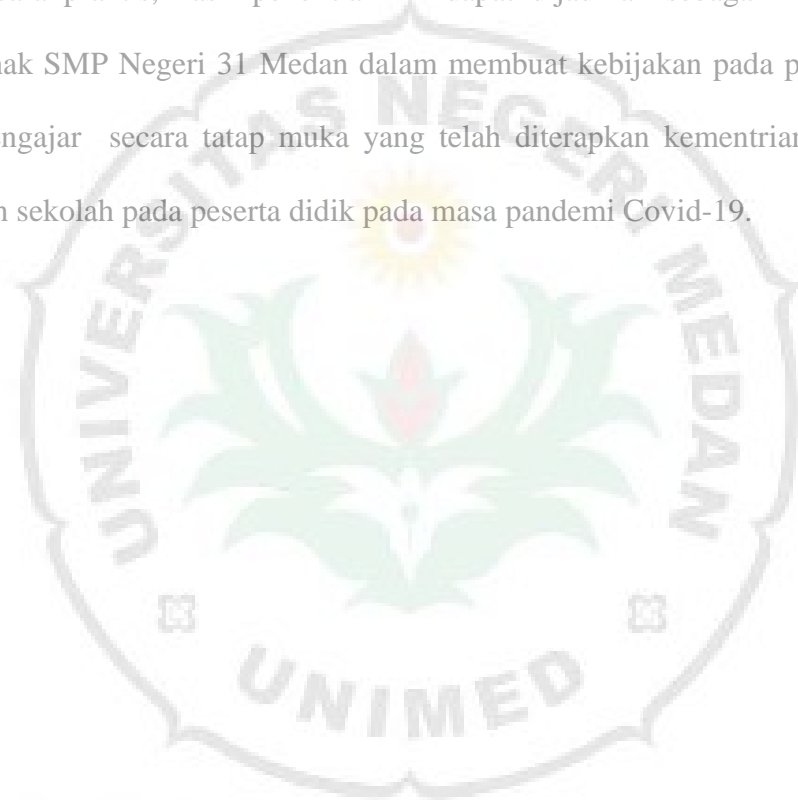 hak SMP Negeri 31 Medan dalam membuat kebijakan pada p
ngajar secara tatap muka yang telah diterapkan kementrian
n sekolah pada peserta didik pada masa pandemi Covid-19.
UNIVERSITAS NEGERI MEDAN
UNIMED